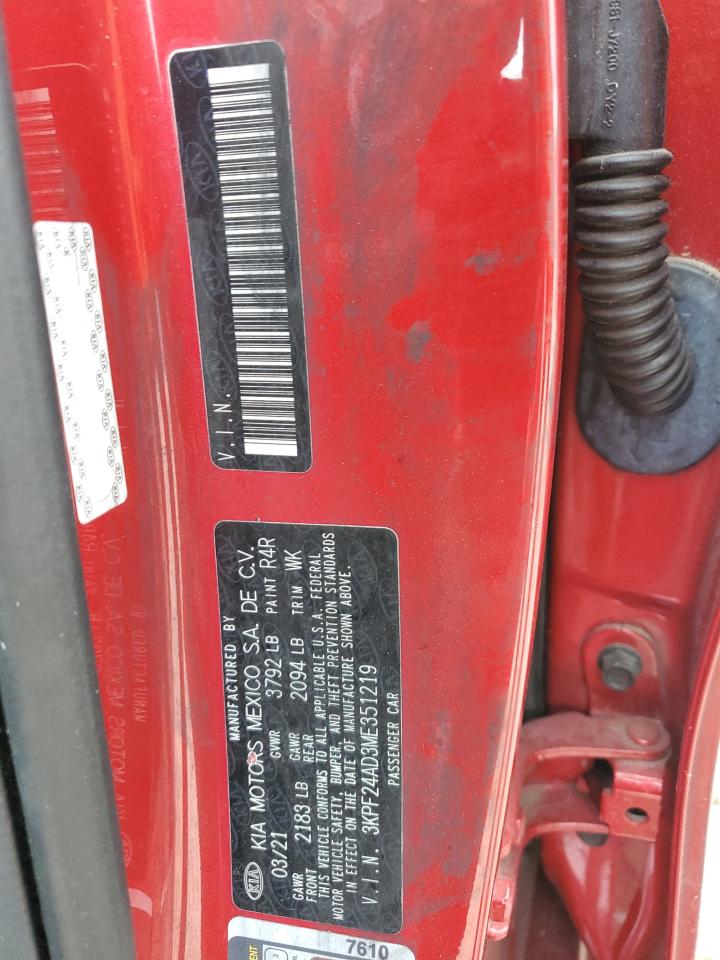 MANUFACTURED BY
KIA KIA MOTORS MEXICO S.A. DE C.V.
03/21 GVWR 3792 LB PAINT R4R
GAWR FRONT 2183 LB GAWR REAR 2094 LB TRIM WK
THIS VEHICLE CONFORMS TO ALL APPLICABLE U.S.A. FEDERAL
MOTOR VEHICLE SAFETY, BUMPER, AND THEFT PREVENTION STANDARDS
IN EFFECT ON THE DATE OF MANUFACTURE SHOWN ABOVE.
V.I.N. 3KPF24AD3ME351219
PASSENGER CAR
V.I.N.
7610